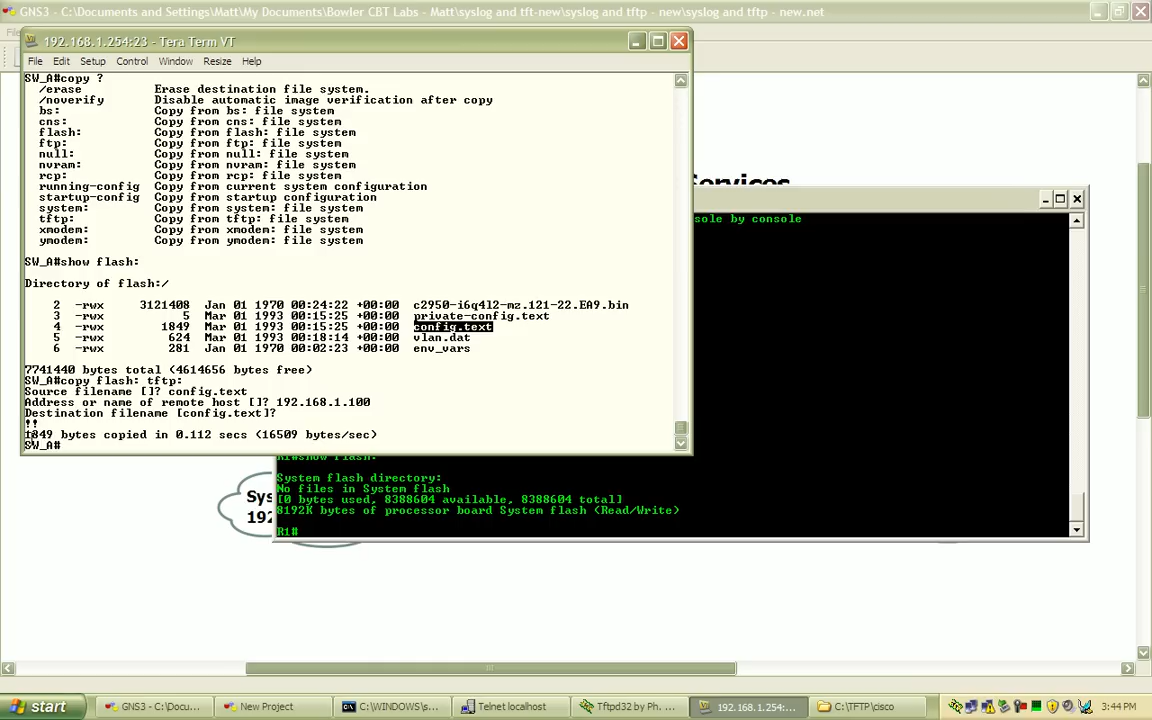 GNS3 - C:\Documents and Settings\Matt\My Documents\Bowler CBT Labs - Matt\syslog and tft-new\syslog and tftp - new\syslog and tftp - new.net
192.168.1.254:23 - Tera Term VT
File Edit Setup Control Window Resize Help
SW_A#copy ?
/erase Erase destination file system.
/noverify Disable automatic image verification after copy
bs: Copy from bs: file system
cns: Copy from cns: file system
flash: Copy from flash: file system
ftp: Copy from ftp: file system
null: Copy from null: file system
nvram: Copy from nvram: file system
rcp: Copy from rcp: file system
running-config Copy from current system configuration
startup-config Copy from startup configuration
system: Copy from system: file system
tftp: Copy from tftp: file system
xmodem: Copy from xmodem: file system
ymodem: Copy from ymodem: file system
SW_A#show flash:
Directory of flash:/
2 -rwx 3121408 Jan 01 1970 00:24:22 +00:00 c2950-i6q4l2-mz.121-22.EA9.bin
3 -rwx 5 Mar 01 1993 00:15:25 +00:00 private-config.text
4 -rwx 1849 Mar 01 1993 00:15:25 +00:00 config.text
5 -rwx 624 Mar 01 1993 00:18:14 +00:00 vlan.dat
6 -rwx 281 Jan 01 1970 00:02:23 +00:00 env_vars
7741440 bytes total (4614656 bytes free)
SW_A#copy flash: tftp:
Source filename []? config.text
Address or name of remote host []? 192.168.1.100
Destination filename [config.text]?
!!
1849 bytes copied in 0.112 secs (16509 bytes/sec)
SW_A#
Services
sole by console
R1#show flash:
System flash directory:
No files in System flash
[0 bytes used, 8388604 available, 8388604 total]
8192K bytes of processor board System flash (Read/Write)
R1#
Sys
192
start
GNS3 - C:\Docu...
New Project
C:\WINDOWS\s...
Telnet localhost
Tftpd32 by Ph. ...
192.168.1.254:...
C:\TFTP\cisco
3:44 PM